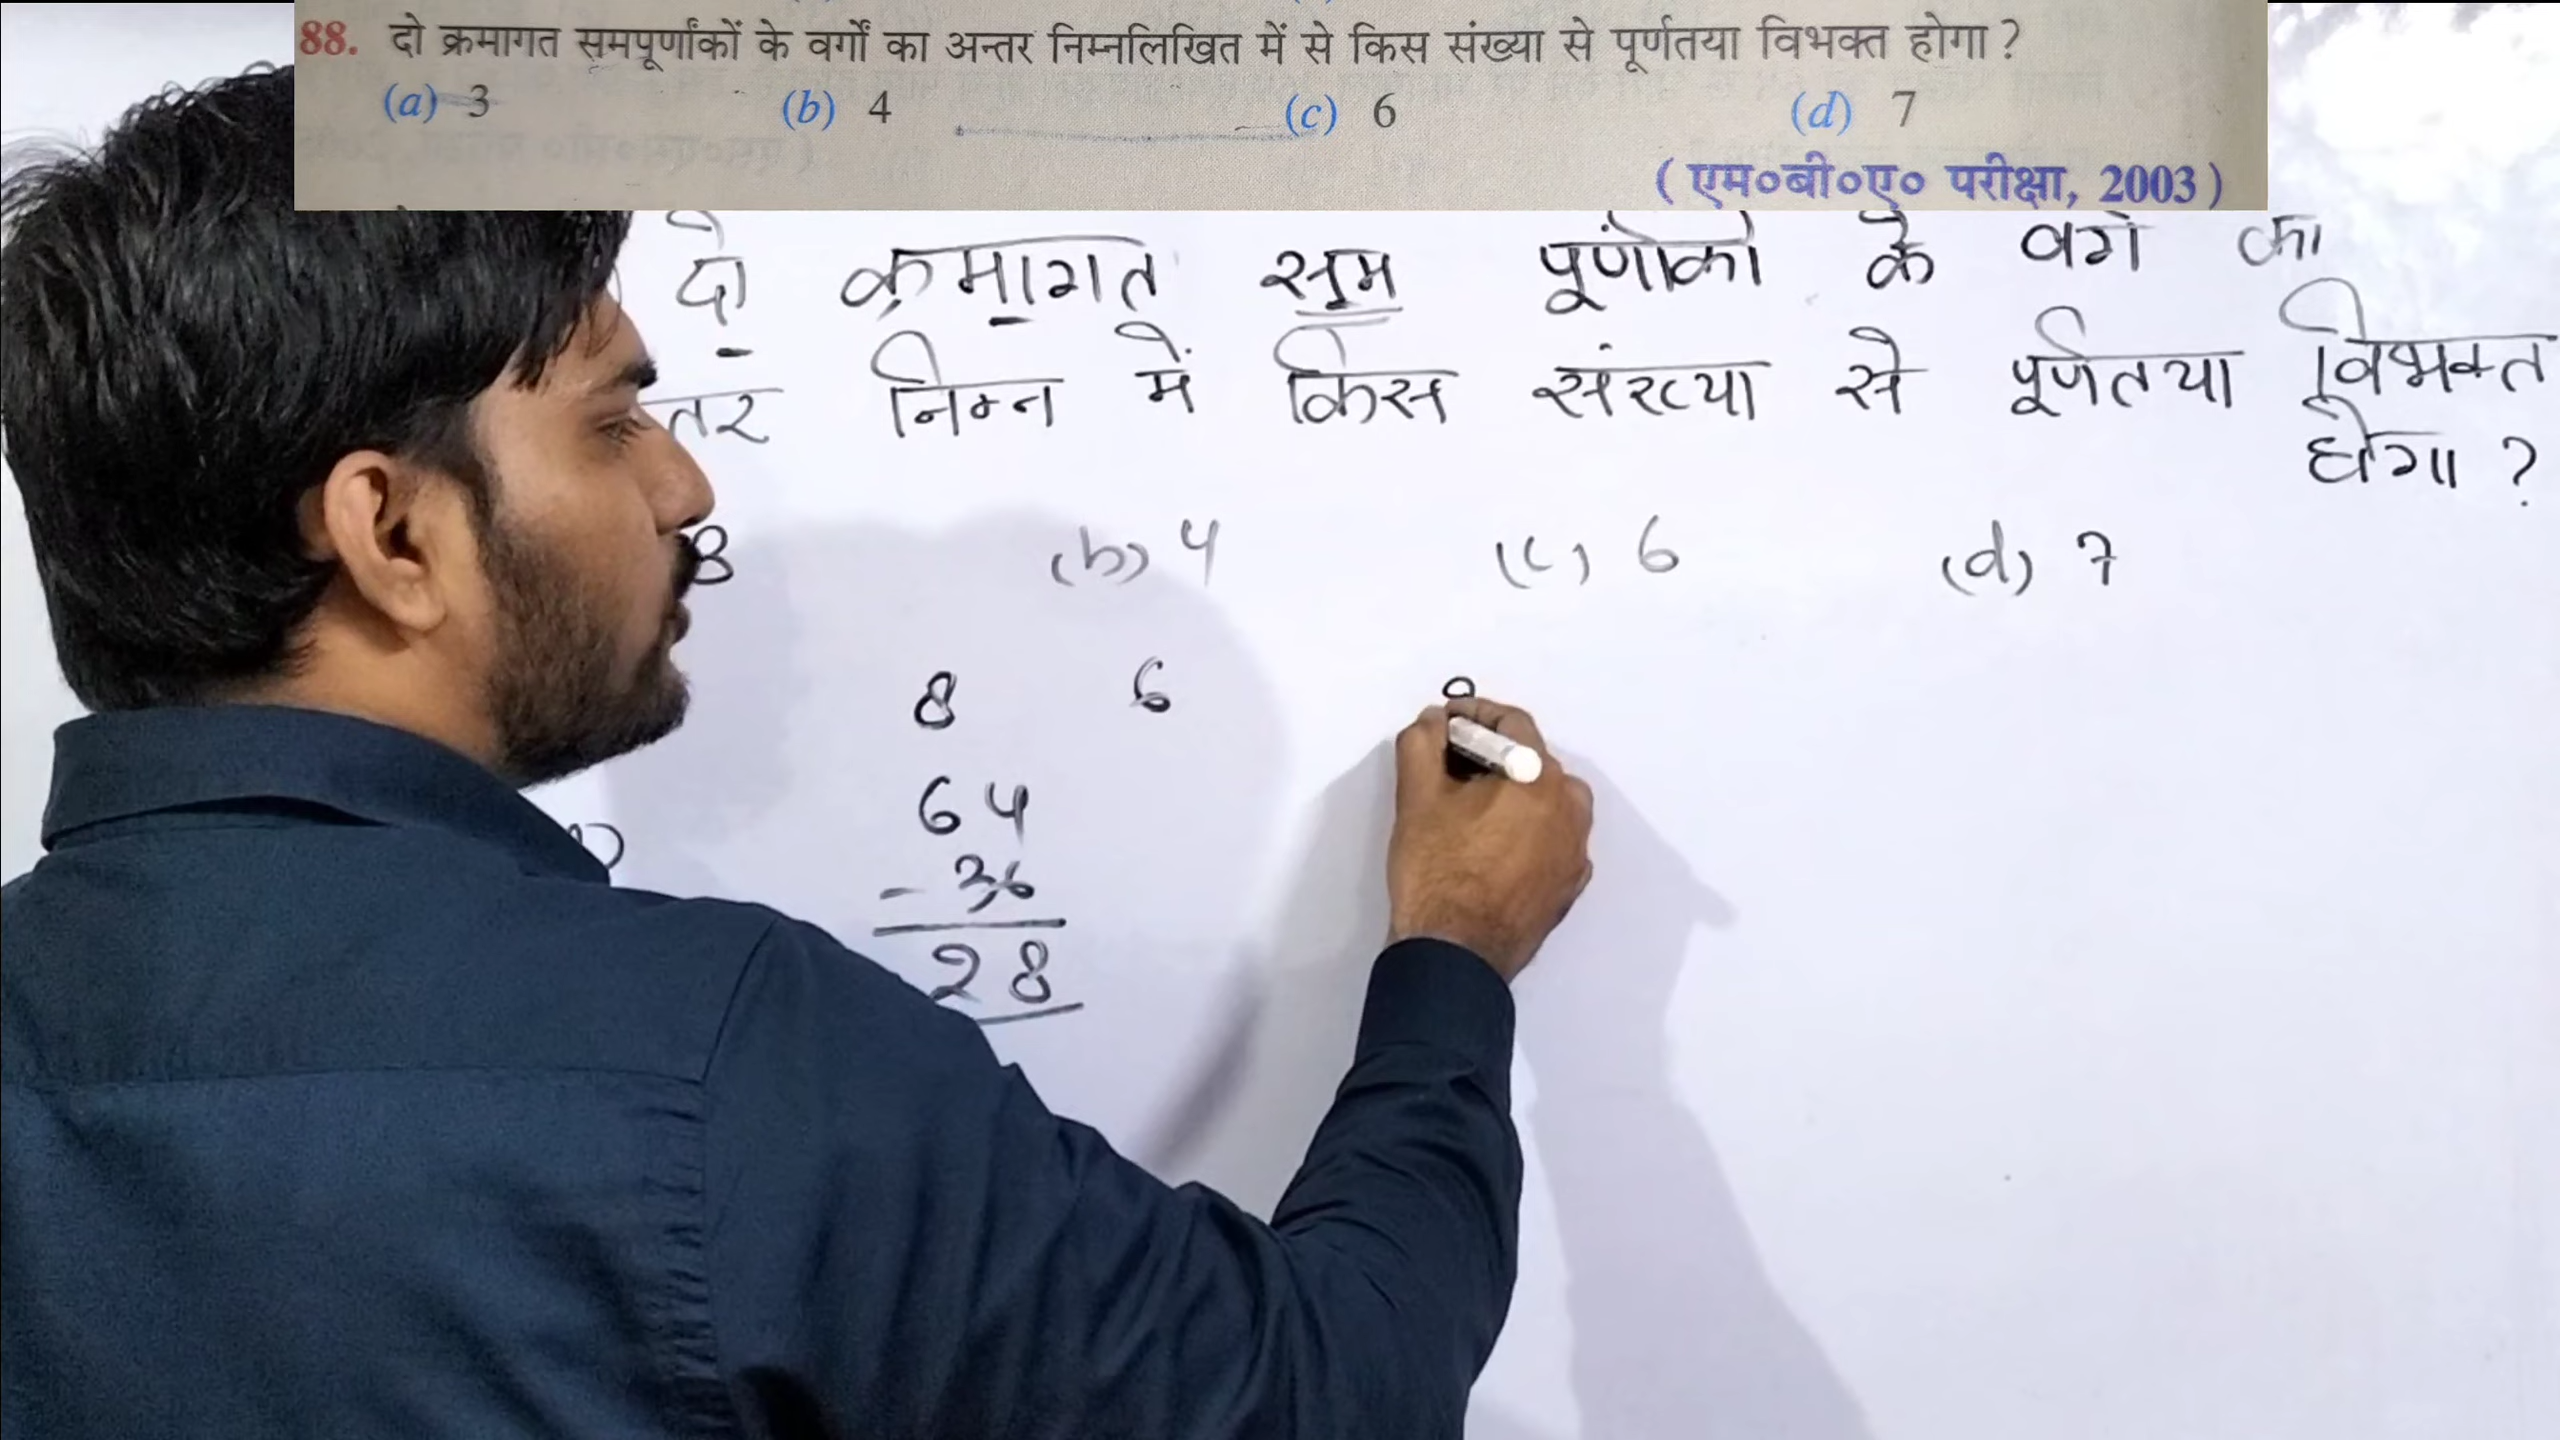 88. दो क्रमागत समपूर्णांकों के वर्गों का अन्तर निम्नलिखित में से किस संख्या से पूर्णतया विभक्त होगा ?
(a) 3 (b) 4 (c) 6 (d) 7
( एम०बी०ए० परीक्षा, 2003 )
दो क्रमागत सम पूर्णांको के वर्ग का
तर निम्न में किस संख्या से पूर्णतया विभक्त
होगा ?
3 (b) 4 (c) 6 (d) 7
8 6
64
- 36
28